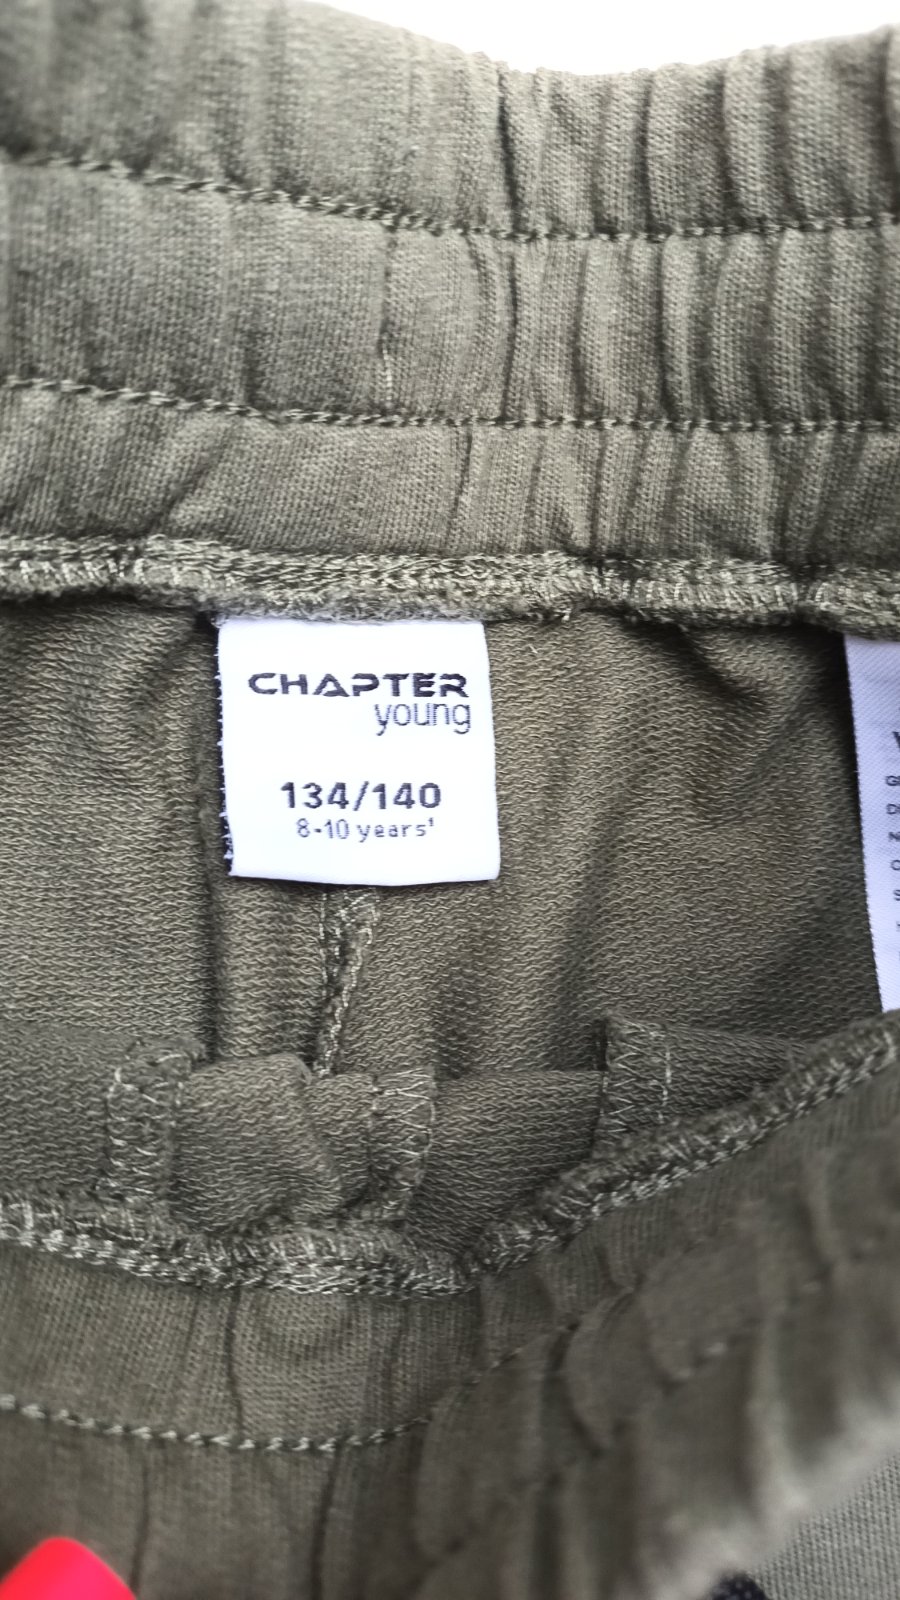 CHAPTER
young
134/140
8-10 years¹